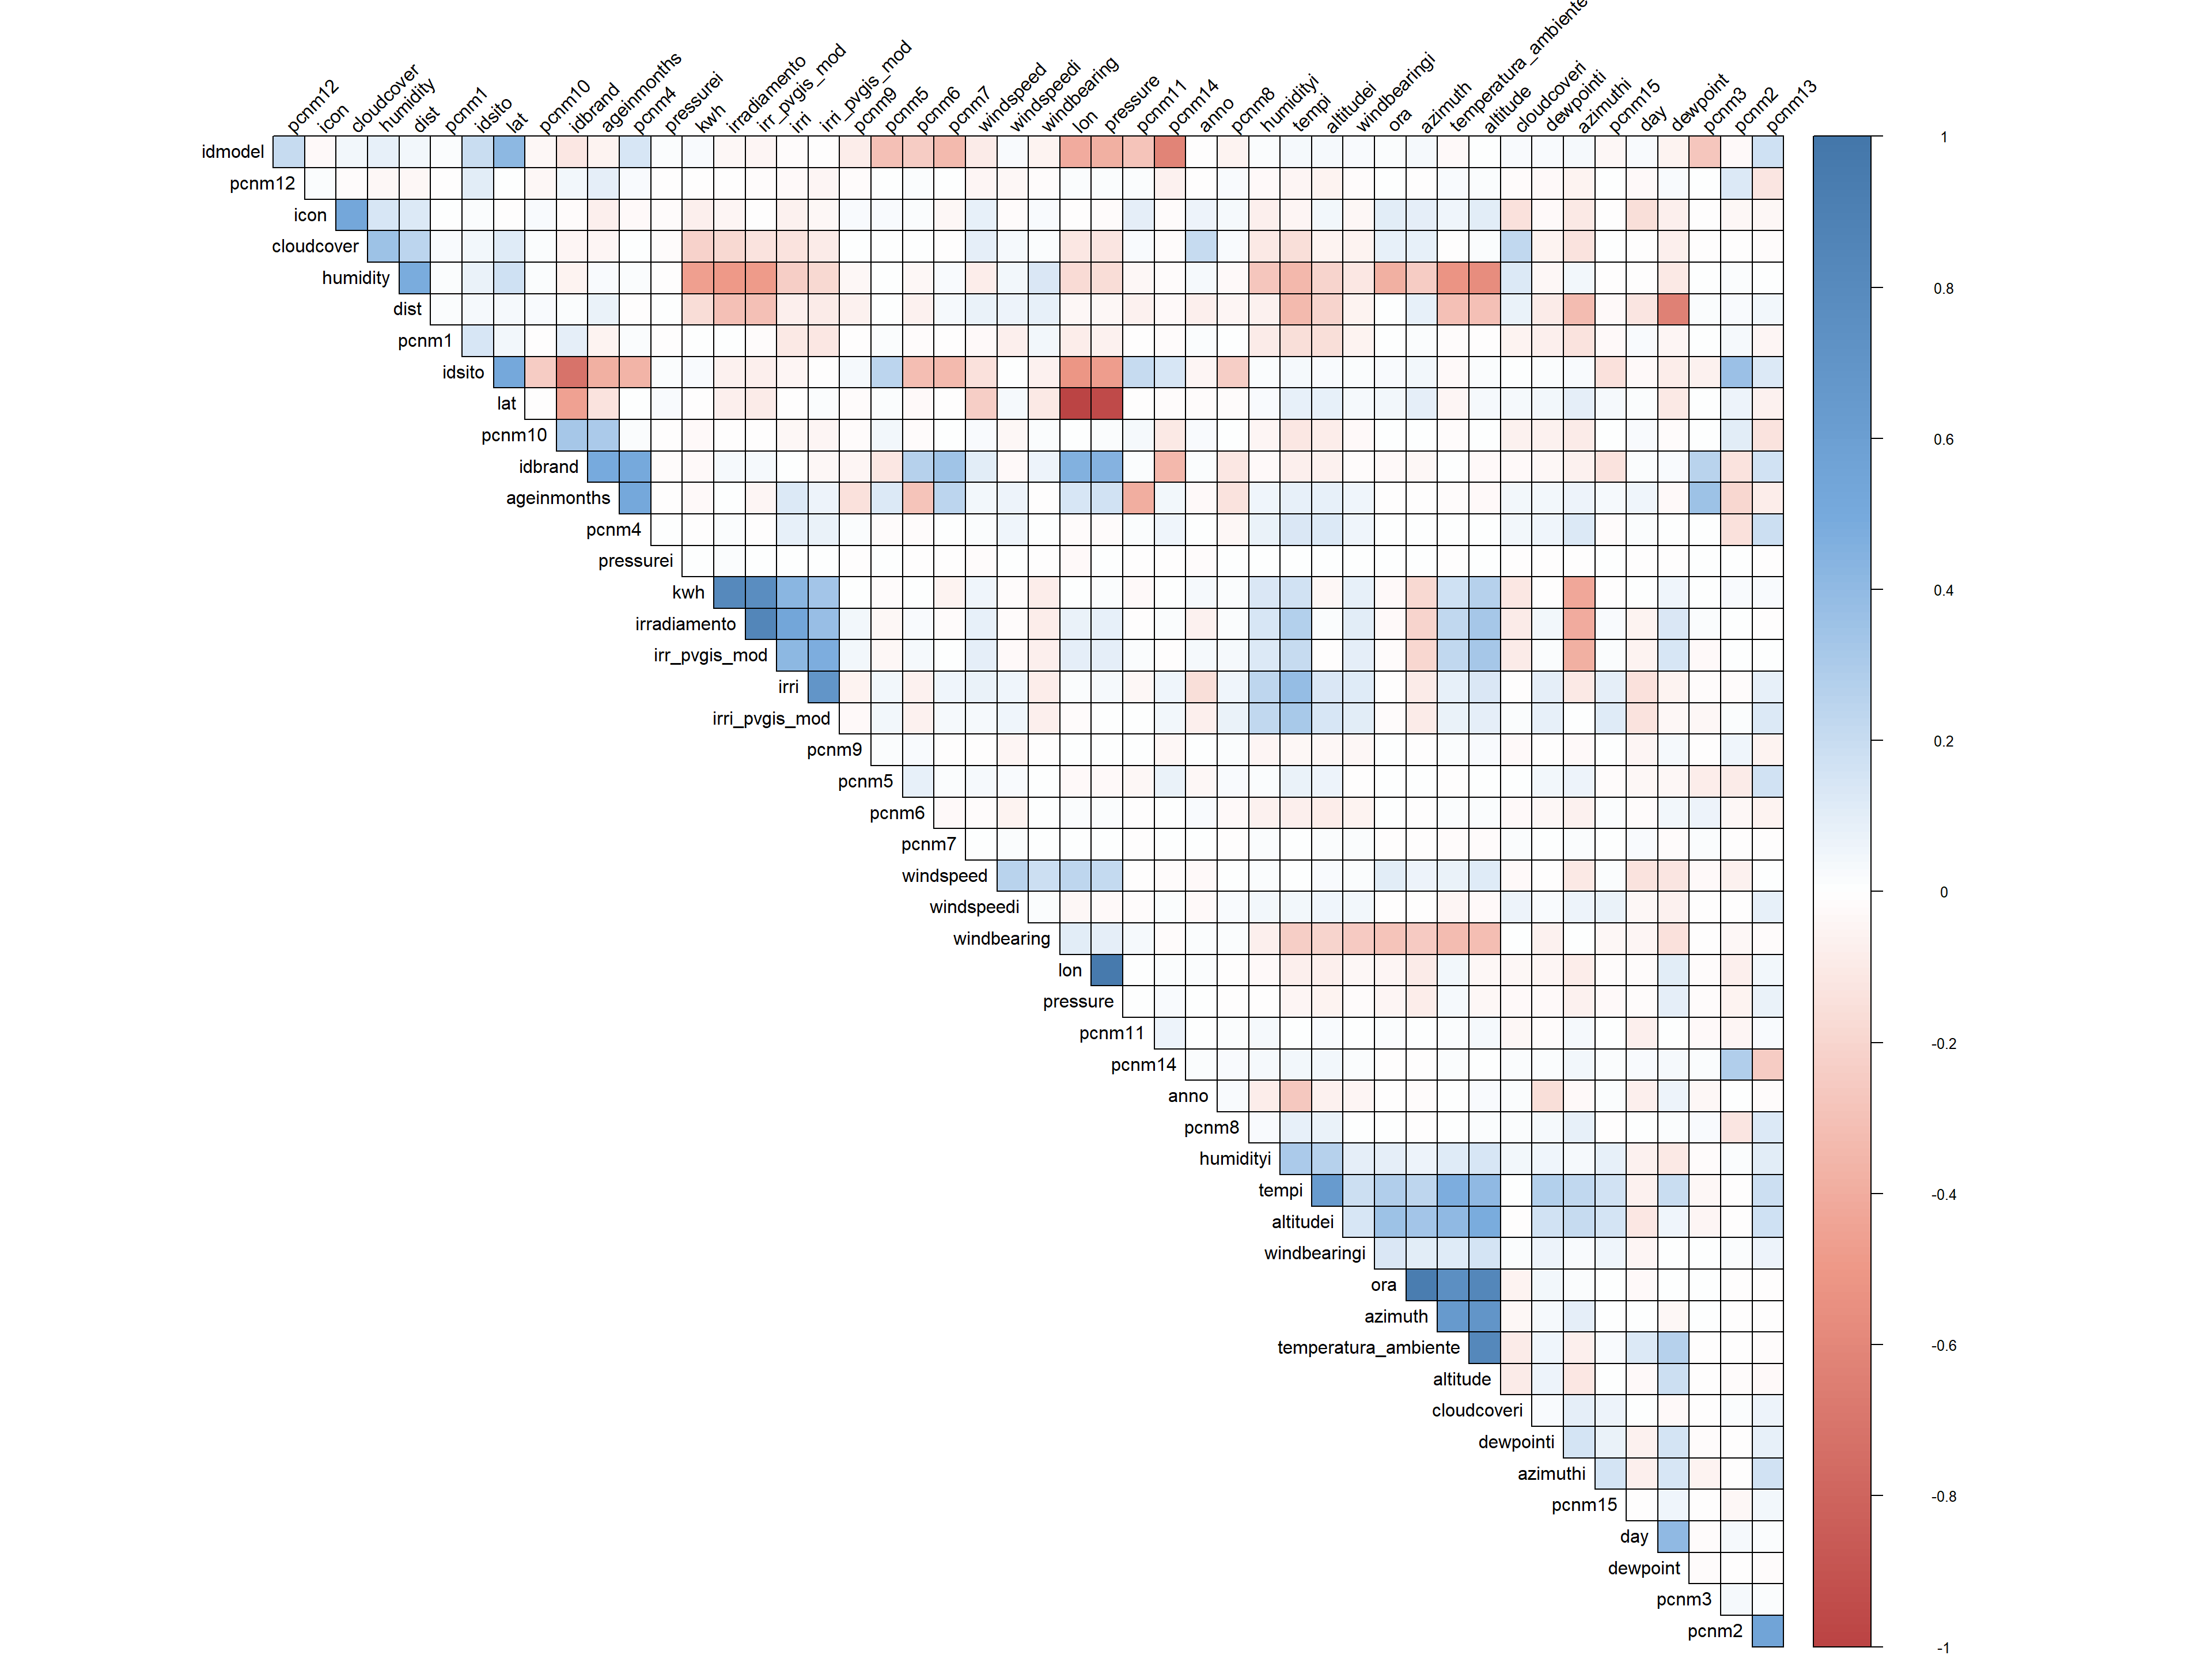 pcnm12
icon
cloudcover
humidity
dist
pcnm1
idsito
lat
pcnm10
idbrand
ageinmonths
pcnm4
pressurei
kwh
irradiamento
irr_pvgis_mod
irri
irri_pvgis_mod
pcnm9
pcnm5
pcnm6
pcnm7
windspeed
windspeedi
windbearing
lon
pressure
pcnm11
pcnm14
anno
pcnm8
humidityi
tempi
altitudei
windbearingi
ora
azimuth
temperatura_ambiente
altitude
cloudcoveri
dewpointi
azimuthi
pcnm15
day
dewpoint
pcnm3
pcnm2
pcnm13
idmodel
pcnm12
icon
cloudcover
humidity
dist
pcnm1
idsito
lat
pcnm10
idbrand
ageinmonths
pcnm4
pressurei
kwh
irradiamento
irr_pvgis_mod
irri
irri_pvgis_mod
pcnm9
pcnm5
pcnm6
pcnm7
windspeed
windspeedi
windbearing
lon
pressure
pcnm11
pcnm14
anno
pcnm8
humidityi
tempi
altitudei
windbearingi
ora
azimuth
temperatura_ambiente
altitude
cloudcoveri
dewpointi
azimuthi
pcnm15
day
dewpoint
pcnm3
pcnm2
1
0.8
0.6
0.4
0.2
0
-0.2
-0.4
-0.6
-0.8
-1